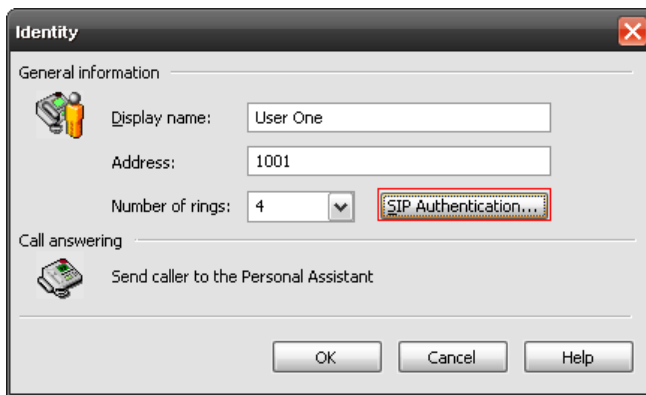 Identity
General information
Display name: User One
Address: 1001
Number of rings: 4 SIP Authentication...
Call answering
Send caller to the Personal Assistant
OK Cancel Help